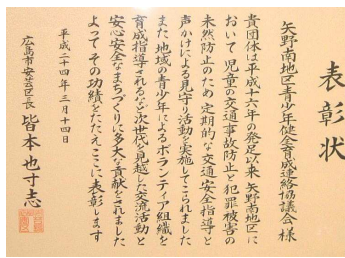 表彰状
矢野南地区青少年健全育成連絡協議会 様
貴団体は平成十六年の発足以来 矢野南地区に
おいて 児童の交通事故防止と犯罪被害の
未然防止のため 定期的な交通安全指導と
声かけによる見守り活動を実施してこられました
また 地域の青少年によるボランティア組織を
育成指導されるなど 次世代を見越した交流活動と
安心安全なまちづくりに多大な貢献をされました
よって その功績をたたえ ここに表彰します
平成二十四年三月十四日
広島市安芸区長 皆本也寸志